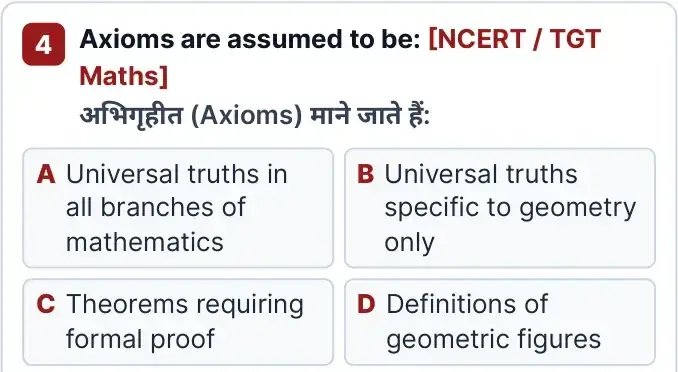 4 Axioms are assumed to be: [NCERT / TGT
Maths]
अभिगृहीत (Axioms) माने जाते हैं:
A Universal truths in
all branches of
mathematics
B Universal truths
specific to geometry
only
C Theorems requiring
formal proof
D Definitions of
geometric figures